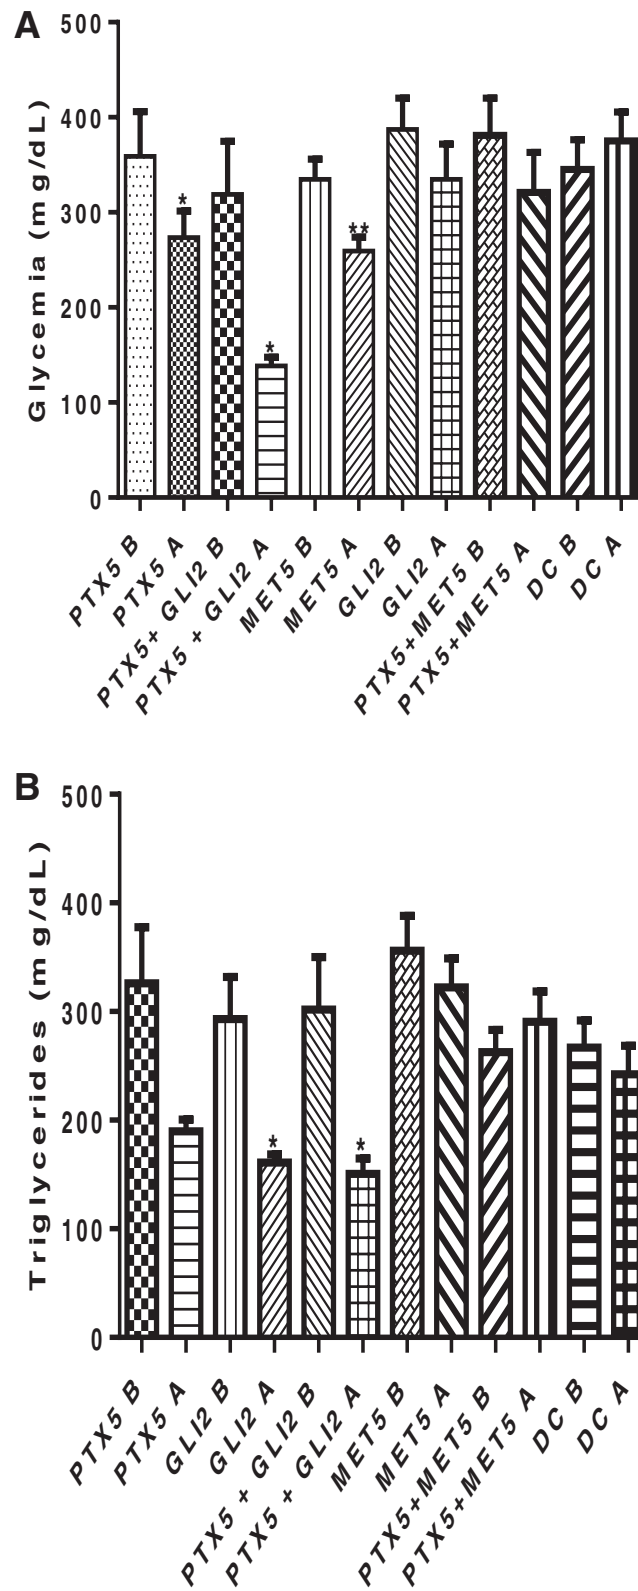 A
Glycemia (mg/dL)
500
400
300
200
100
0
*
*
**
PTX5 B
PTX5 A
PTX5+ GLI2 B
PTX5 + GLI2 A
MET5 B
MET5 A
GLI2 B
GLI2 A
PTX5+MET5 B
PTX5+MET5 A
DC B
DC A
B
Triglycerides (mg/dL)
500
400
300
200
100
0
*
*
PTX5 B
PTX5 A
GLI2 B
GLI2 A
PTX5 + GLI2 B
PTX5 + GLI2 A
MET5 B
MET5 A
PTX5+MET5 B
PTX5+MET5 A
DC B
DC A